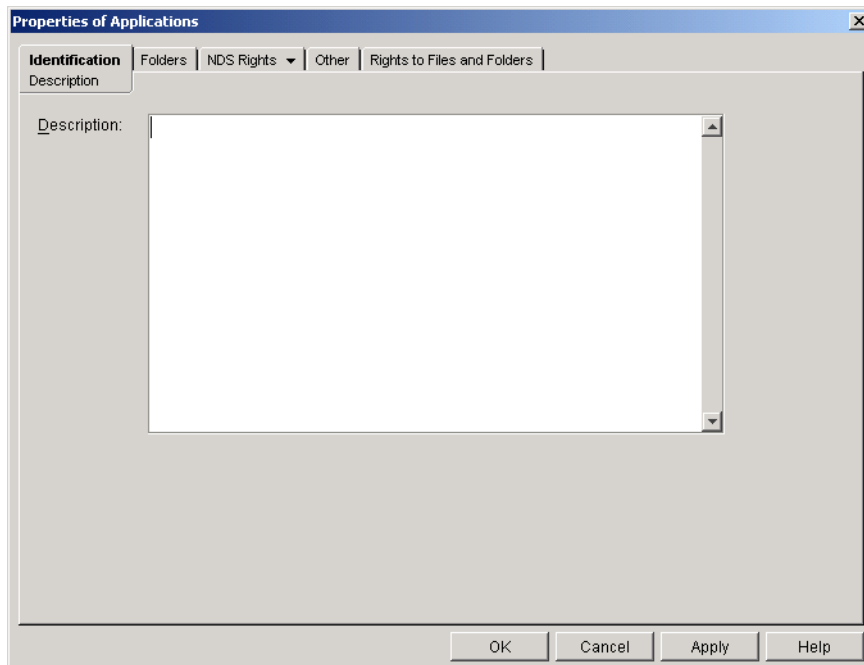 Properties of Applications
Identification Folders NDS Rights Other Rights to Files and Folders
Description
Description:
OK Cancel Apply Help